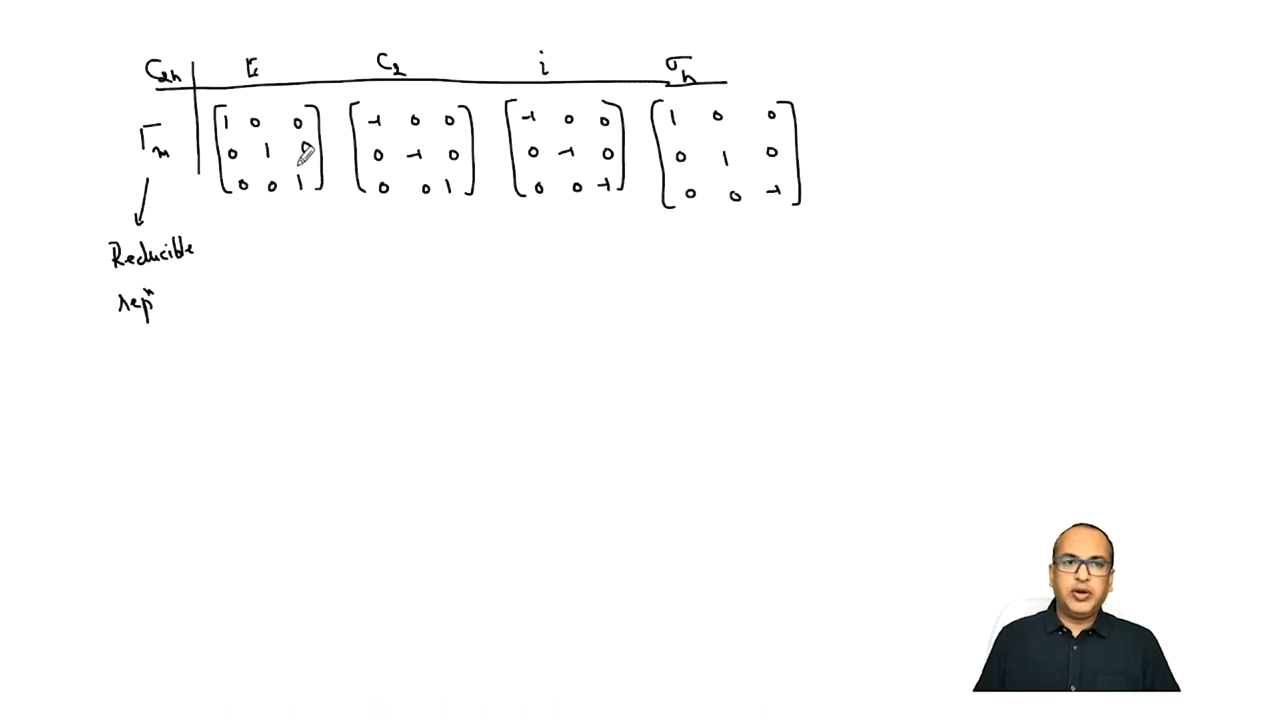 C2h E C2 i σh
Γm [1 0 0 0 1 0 0 0 1] [-1 0 0 0 -1 0 0 0 1] [-1 0 0 0 -1 0 0 0 -1] [1 0 0 0 1 0 0 0 -1]
Reducible
repⁿ